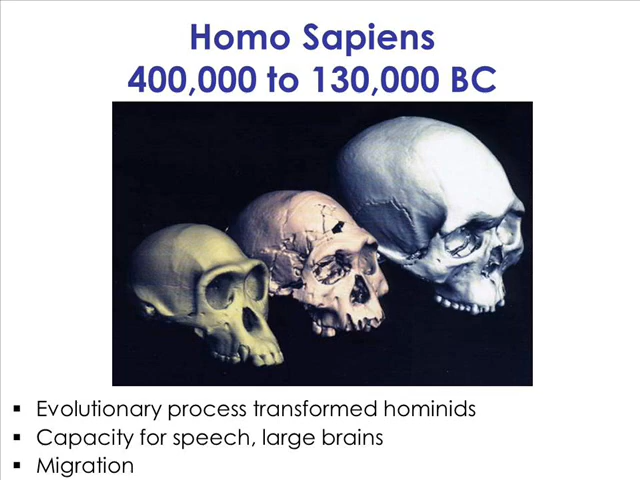 Homo Sapiens
400,000 to 130,000 BC
▪ Evolutionary process transformed hominids
▪ Capacity for speech, large brains
▪ Migration